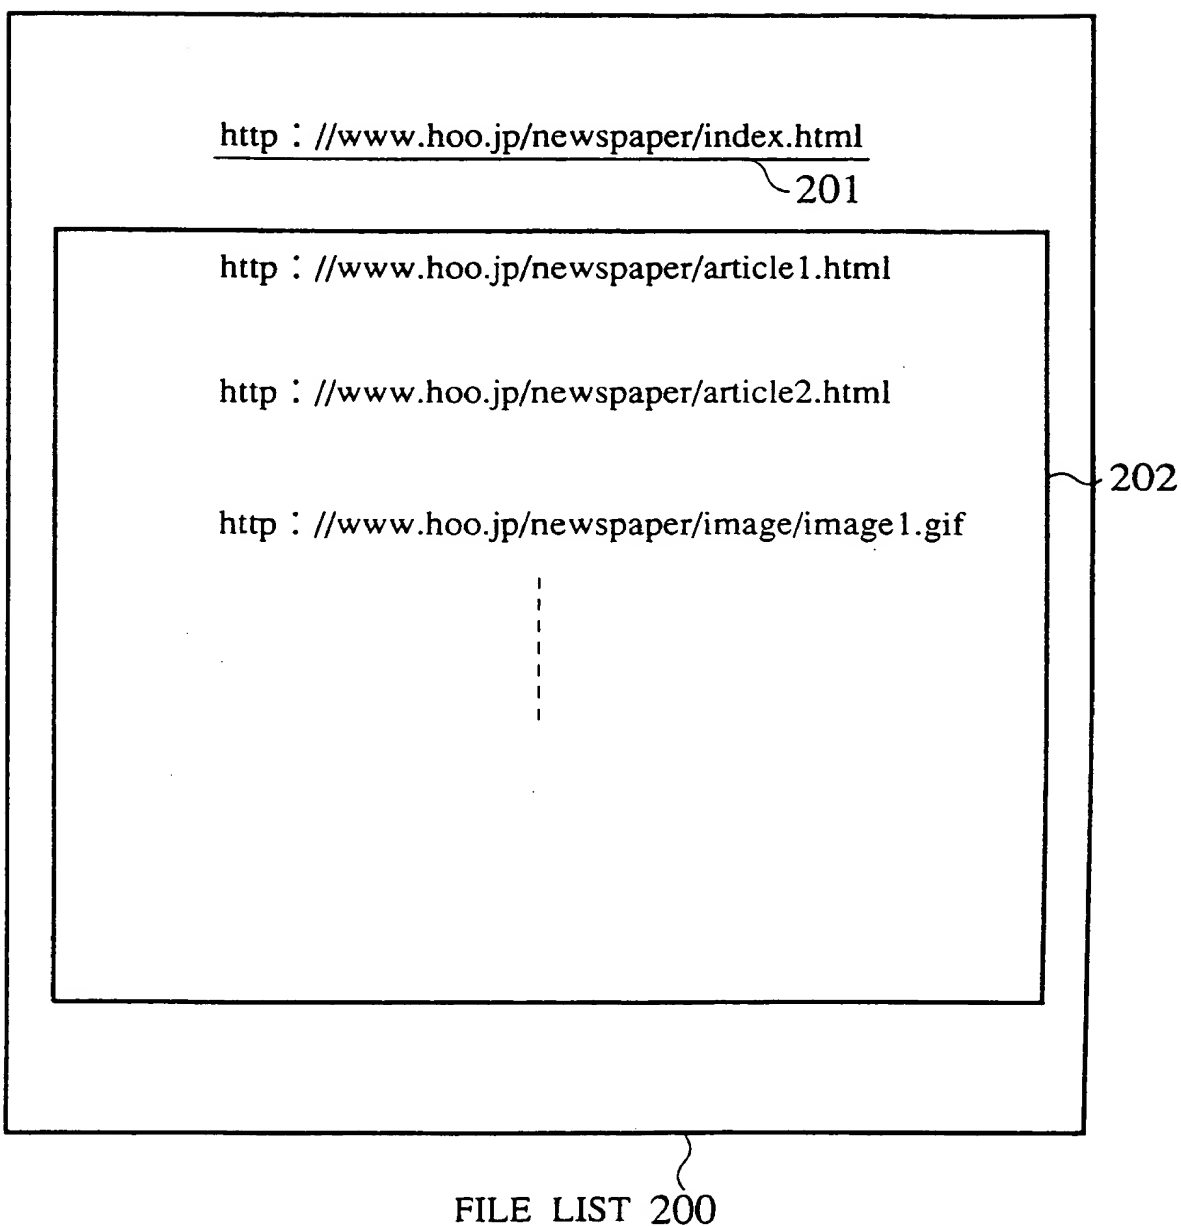 http : //www.hoo.jp/newspaper/index.html
201
http : //www.hoo.jp/newspaper/article1.html
http : //www.hoo.jp/newspaper/article2.html
202
http : //www.hoo.jp/newspaper/image/image1.gif
FILE LIST 200